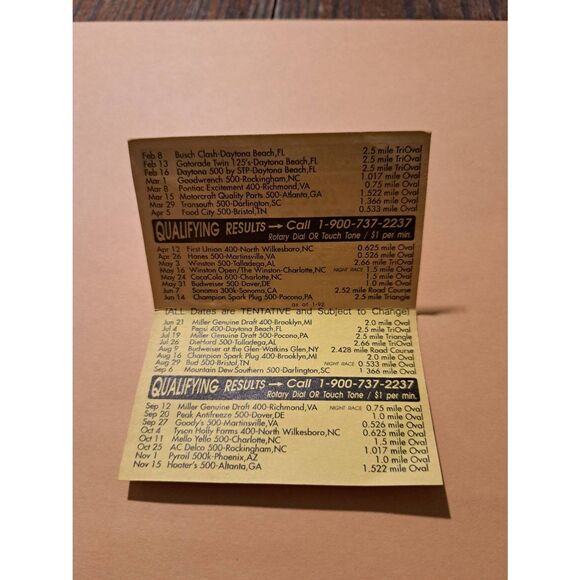 Feb 8 Busch Clash-Daytona Beach,FL 2.5 mile TriOval
Feb 13 Gatorade Twin 125's-Daytona Beach,FL 2.5 mile TriOval
Feb 16 Daytona 500 by STP-Daytona Beach,FL 2.5 mile TriOval
Mar 1 Goodwrench 500-Rockingham,NC 1.017 mile Oval
Mar 8 Pontiac Excitement 400-Richmond,VA 0.75 mile Oval
Mar 15 Motorcraft Quality Parts 500-Atlanta,GA 1.522 mile Oval
Mar 29 Transouth 500-Darlington,SC 1.366 mile Oval
Apr 5 Food City 500-Bristol,TN 0.533 mile Oval
QUALIFYING RESULTS → Call 1-900-737-2237
Rotary Dial OR Touch Tone / $1 per min.
Apr 12 First Union 400-North Wilkesboro,NC 0.625 mile Oval
Apr 26 Hanes 500-Martinsville,VA 0.526 mile Oval
May 3 Winston 500-Talladega,AL 2.66 mile TriOval
May 16 Winston Open/The Winston-Charlotte,NC NIGHT RACE 1.5 mile Oval
May 24 CocaCola 600-Charlotte,NC 1.5 mile Oval
May 31 Budweiser 500-Dover,DE 1.0 mile Oval
Jun 7 Sonoma 300k-Sonoma,CA 2.52 mile Road Course
Jun 14 Champion Spark Plug 500-Pocono,PA 2.5 mile Triangle
as of 1-92
(ALL Dates are TENTATIVE and Subject to Change)
Jun 21 Miller Genuine Draft 400-Brooklyn,MI 2.0 mile Oval
Jul 4 Pepsi 400-Daytona Beach,FL 2.5 mile TriOval
Jul 19 Miller Genuine Draft 500-Pocono,PA 2.5 mile Triangle
Jul 26 DieHard 500-Talladega,AL 2.66 mile TriOval
Aug 9 Budweiser at the Glen-Watkins Glen,NY 2.428 mile Road Course
Aug 16 Champion Spark Plug 400-Brooklyn,MI 2.0 mile Oval
Aug 29 Bud 500-Bristol,TN NIGHT RACE 0.533 mile Oval
Sep 6 Mountain Dew Southern 500-Darlington,SC 1.366 mile Oval
QUALIFYING RESULTS → Call 1-900-737-2237
Rotary Dial OR Touch Tone / $1 per min.
Sep 12 Miller Genuine Draft 400-Richmond,VA NIGHT RACE 0.75 mile Oval
Sep 20 Peak Antifreeze 500-Dover,DE 1.0 mile Oval
Sep 27 Goody's 500-Martinsville,VA 0.526 mile Oval
Oct 4 Tyson Holly Farms 400-North Wilkesboro,NC 0.625 mile Oval
Oct 11 Mello Yello 500-Charlotte,NC 1.5 mile Oval
Oct 25 AC Delco 500-Rockingham,NC 1.017 mile Oval
Nov 1 Pyroil 500k-Phoenix,AZ 1.0 mile Oval
Nov 15 Hooter's 500-Altanta,GA 1.522 mile Oval